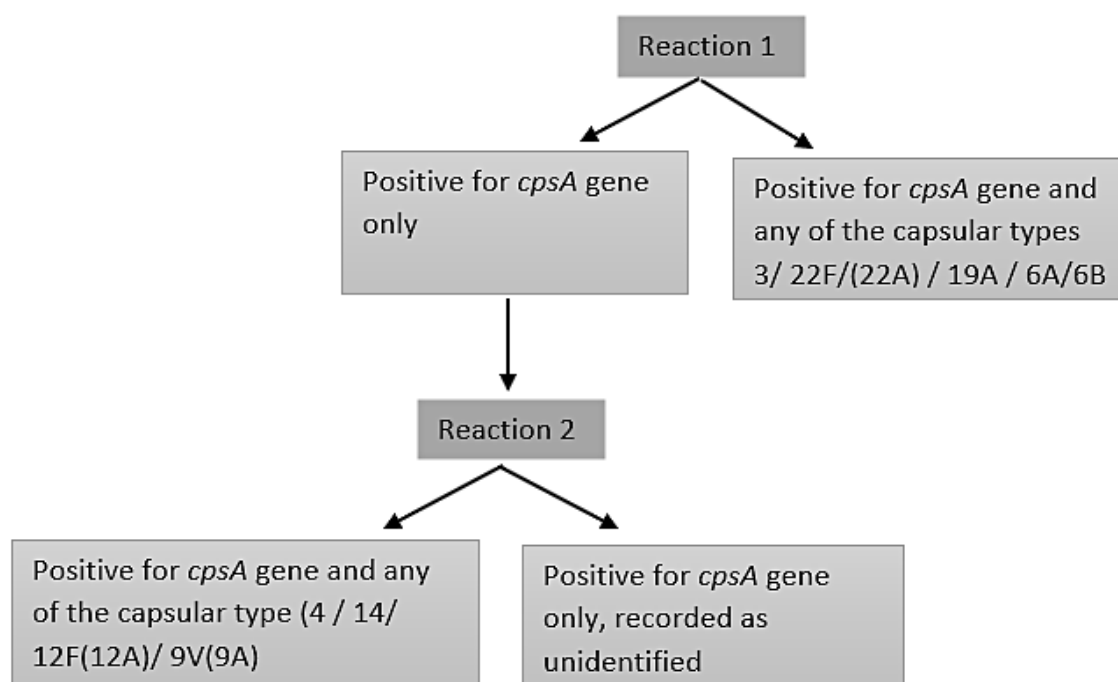 Reaction 1
Positive for cpsA gene
only
Positive for cpsA gene and
any of the capsular types
3/ 22F/(22A) / 19A / 6A/6B
Reaction 2
Positive for cpsA gene and any
of the capsular type (4 / 14/
12F(12A)/ 9V(9A)
Positive for cpsA gene
only, recorded as
unidentified